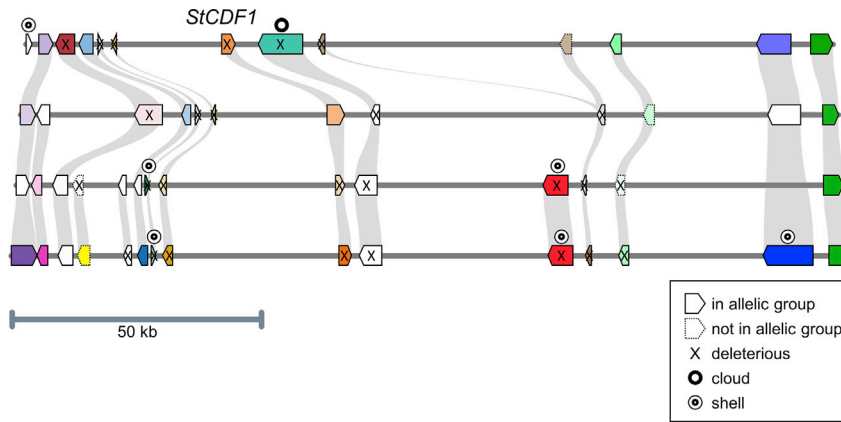 StCDF1
50 kb
in allelic group
not in allelic group
X deleterious
cloud
shell